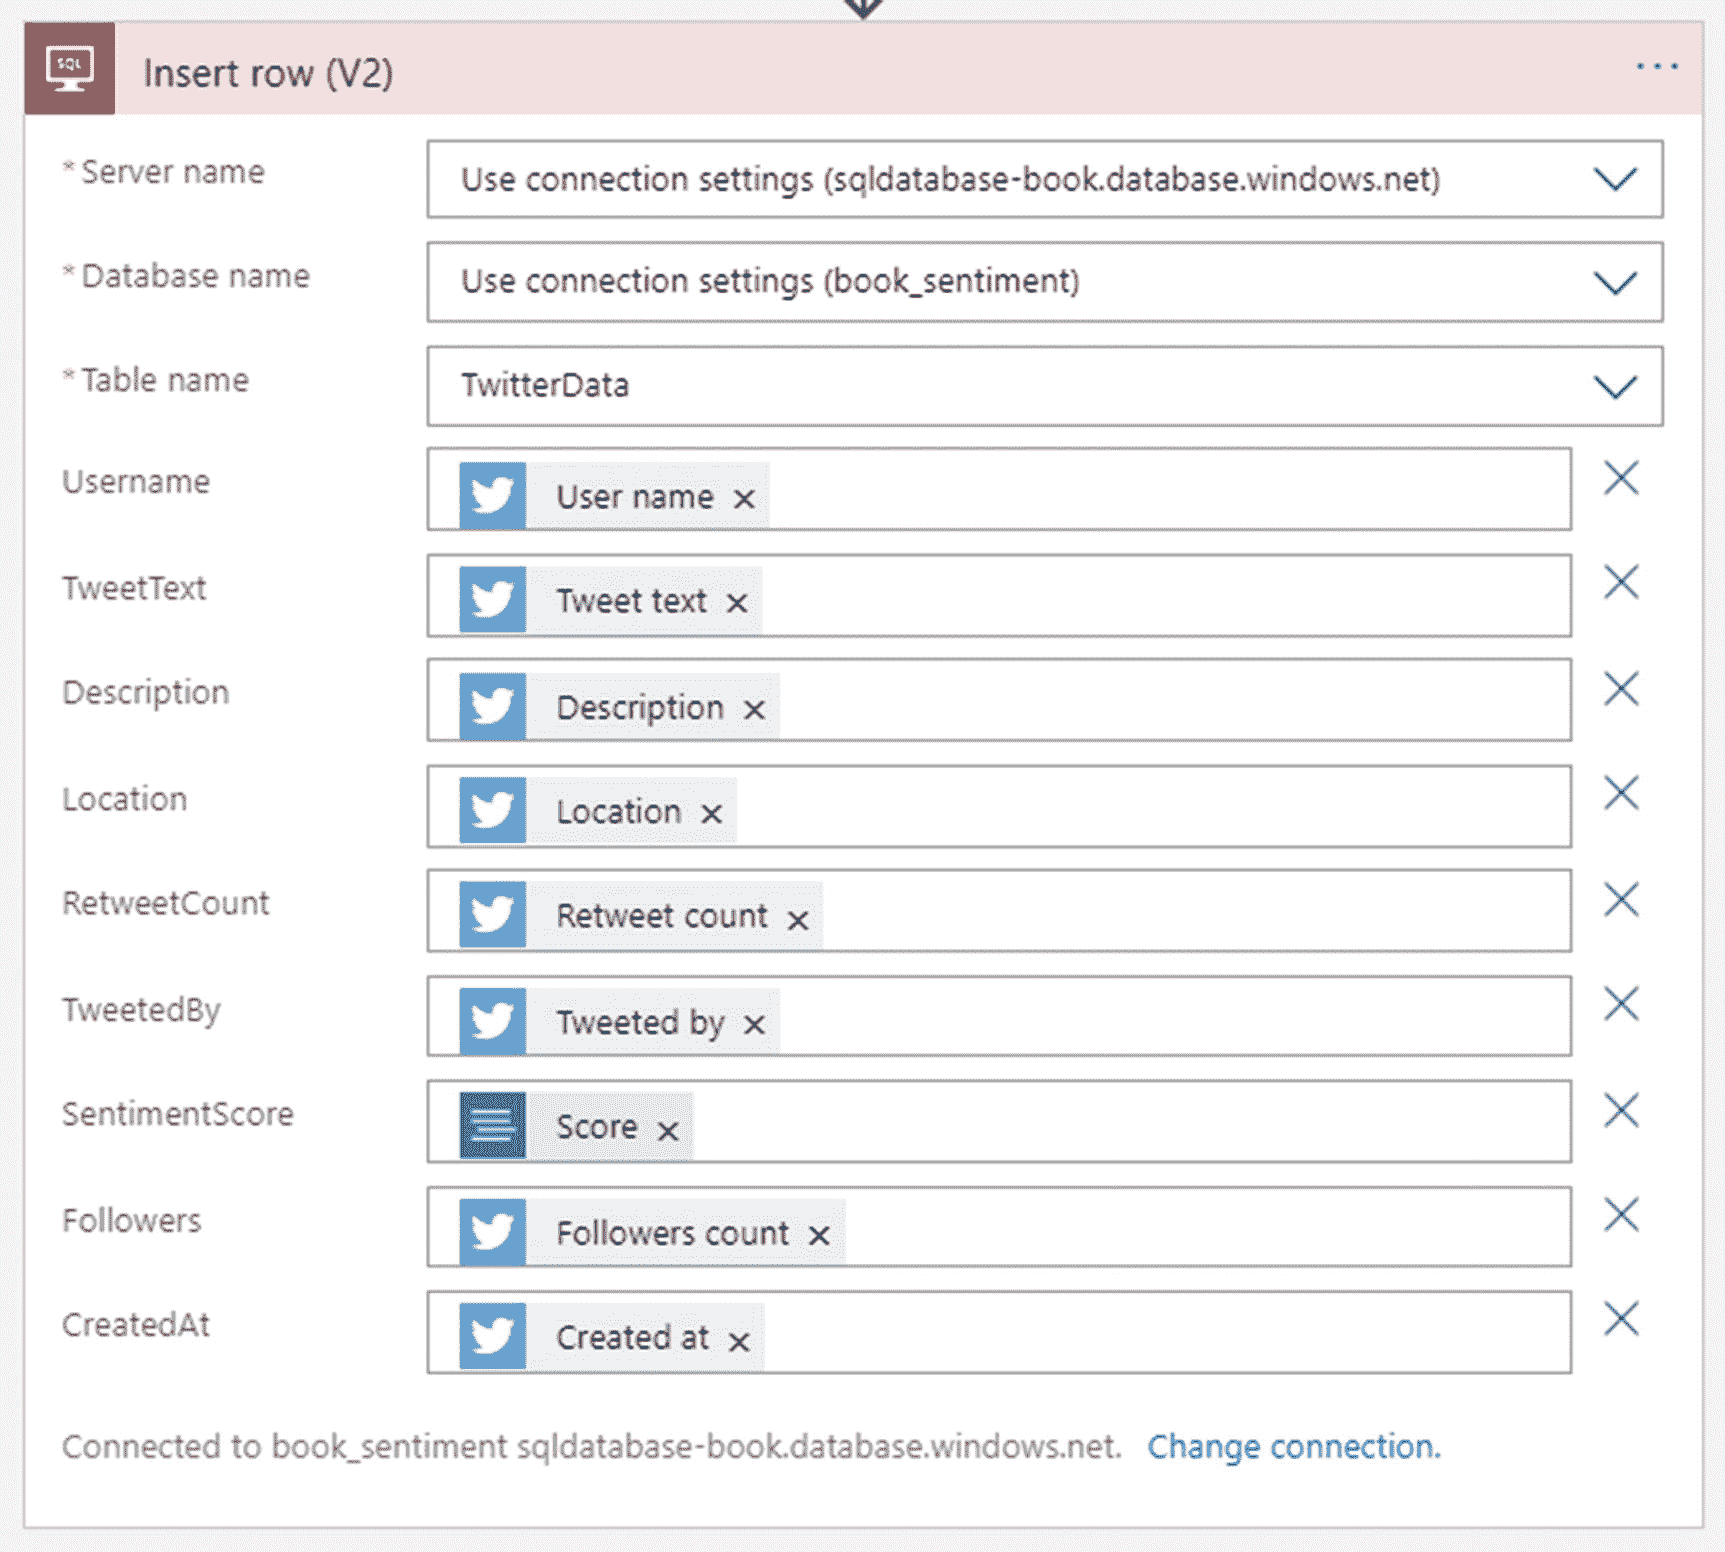 SQL
Insert row (V2)
...
* Server name
Use connection settings (sqldatabase-book.database.windows.net)
* Database name
Use connection settings (book_sentiment)
* Table name
TwitterData
Username
User name ×
TweetText
Tweet text ×
Description
Description ×
Location
Location ×
RetweetCount
Retweet count ×
TweetedBy
Tweeted by ×
SentimentScore
Score ×
Followers
Followers count ×
CreatedAt
Created at ×
Connected to book_sentiment sqldatabase-book.database.windows.net. Change connection.